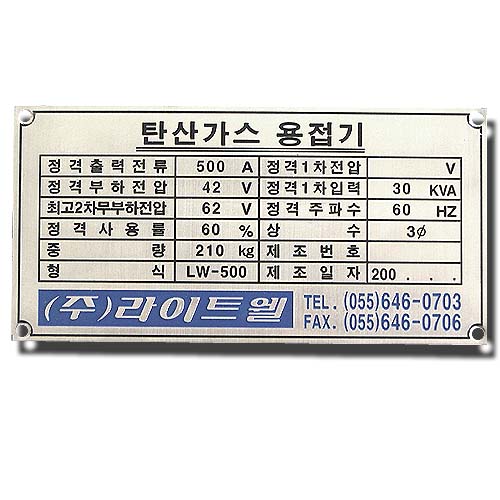 탄산가스 용접기
정격출력전류 500 A 정격1차전압 V
정격부하전압 42 V 정격1차입력 30 KVA
최고2차무부하전압 62 V 정격주파수 60 HZ
정격사용률 60 % 상 수 3ϕ
중 량 210 kg 제조번호
형 식 LW-500 제조일자 200 . . .
(주)라이트웰 TEL. (055)646-0703
FAX. (055)646-0706